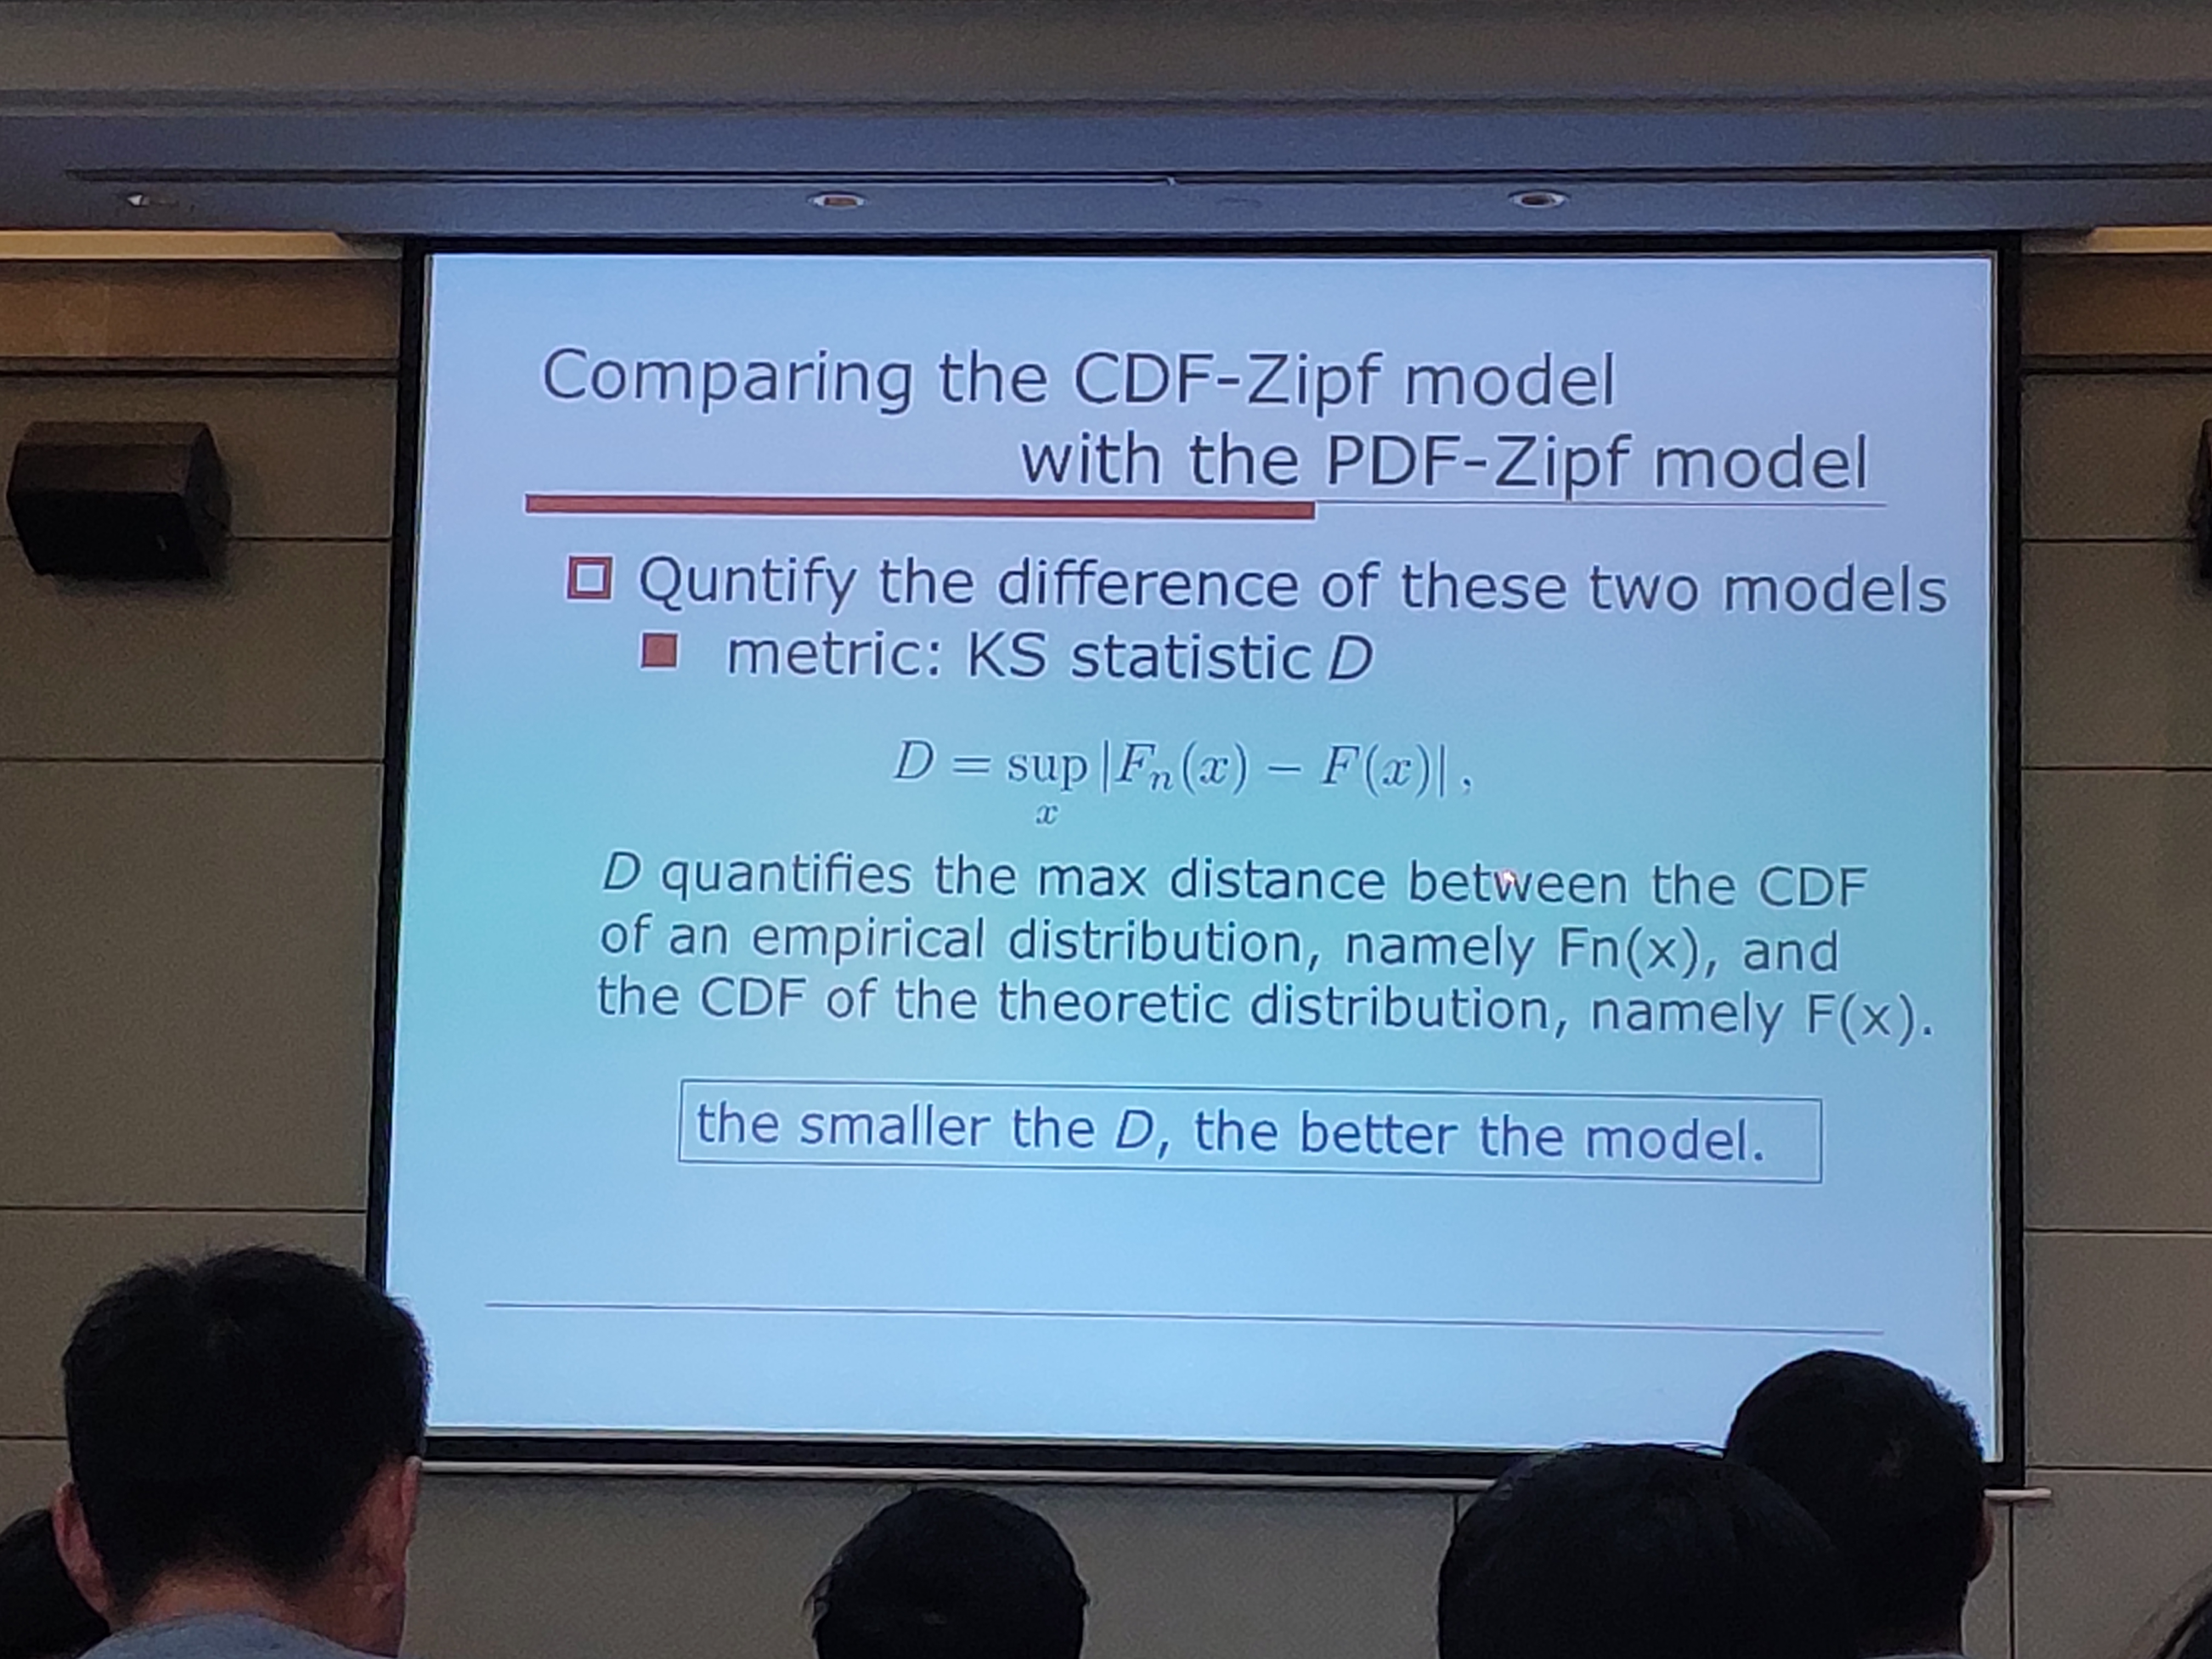 Comparing the CDF-Zipf model
with the PDF-Zipf model
Quntify the difference of these two models
metric: KS statistic D
D = sup |Fₙ(x) − F(x)| ,
x
D quantifies the max distance between the CDF
of an empirical distribution, namely Fn(x), and
the CDF of the theoretic distribution, namely F(x).
the smaller the D, the better the model.